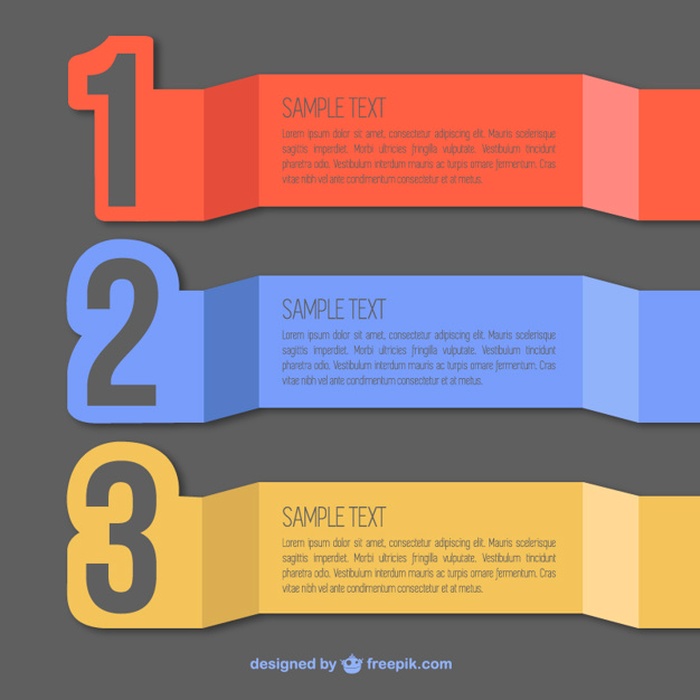 1
SAMPLE TEXT
Lorem ipsum dolor sit amet, consectetur adipiscing elit. Mauris scelerisque
sagittis imperdiet. Morbi ultricies fringilla vulputate. Vestibulum tincidunt
pharetra odio id tincidunt. Vestibulum interdum mauris ac turpis ornare fermentum. Cras
vitae nibh vel ante condimentum consectetur et at metus.
2
SAMPLE TEXT
Lorem ipsum dolor sit amet, consectetur adipiscing elit. Mauris scelerisque
sagittis imperdiet. Morbi ultricies fringilla vulputate. Vestibulum tincidunt
pharetra odio. Vestibulum interdum mauris ac turpis fermentum. Cras
vitae nibh vel ante condimentum consectetur et at metus.
3
SAMPLE TEXT
Lorem ipsum dolor sit amet, consectetur adipiscing elit. Mauris scelerisque
sagittis imperdiet. Morbi ultricies fringilla vulputate. Vestibulum tincidunt
pharetra odio. Vestibulum interdum mauris ac turpis fermentum. Cras
vitae nibh vel ante condimentum consectetur et at metus.
designed by freepik.com